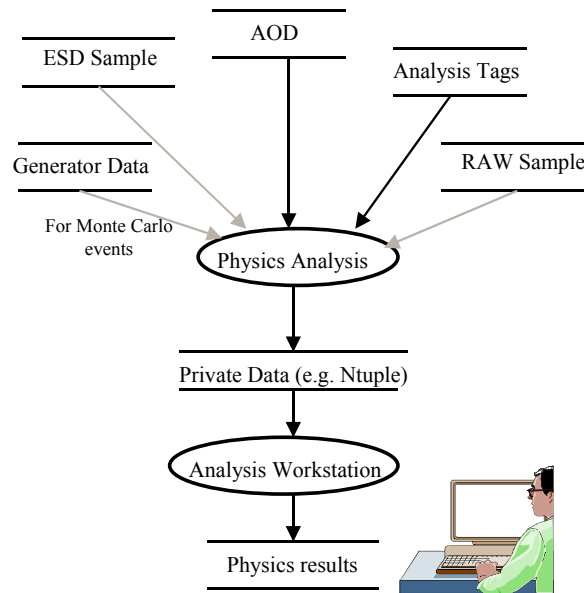 ESD Sample
AOD
Analysis Tags
Generator Data
RAW Sample
For Monte Carlo
events
Physics Analysis
Private Data (e.g. Ntuple)
Analysis Workstation
Physics results